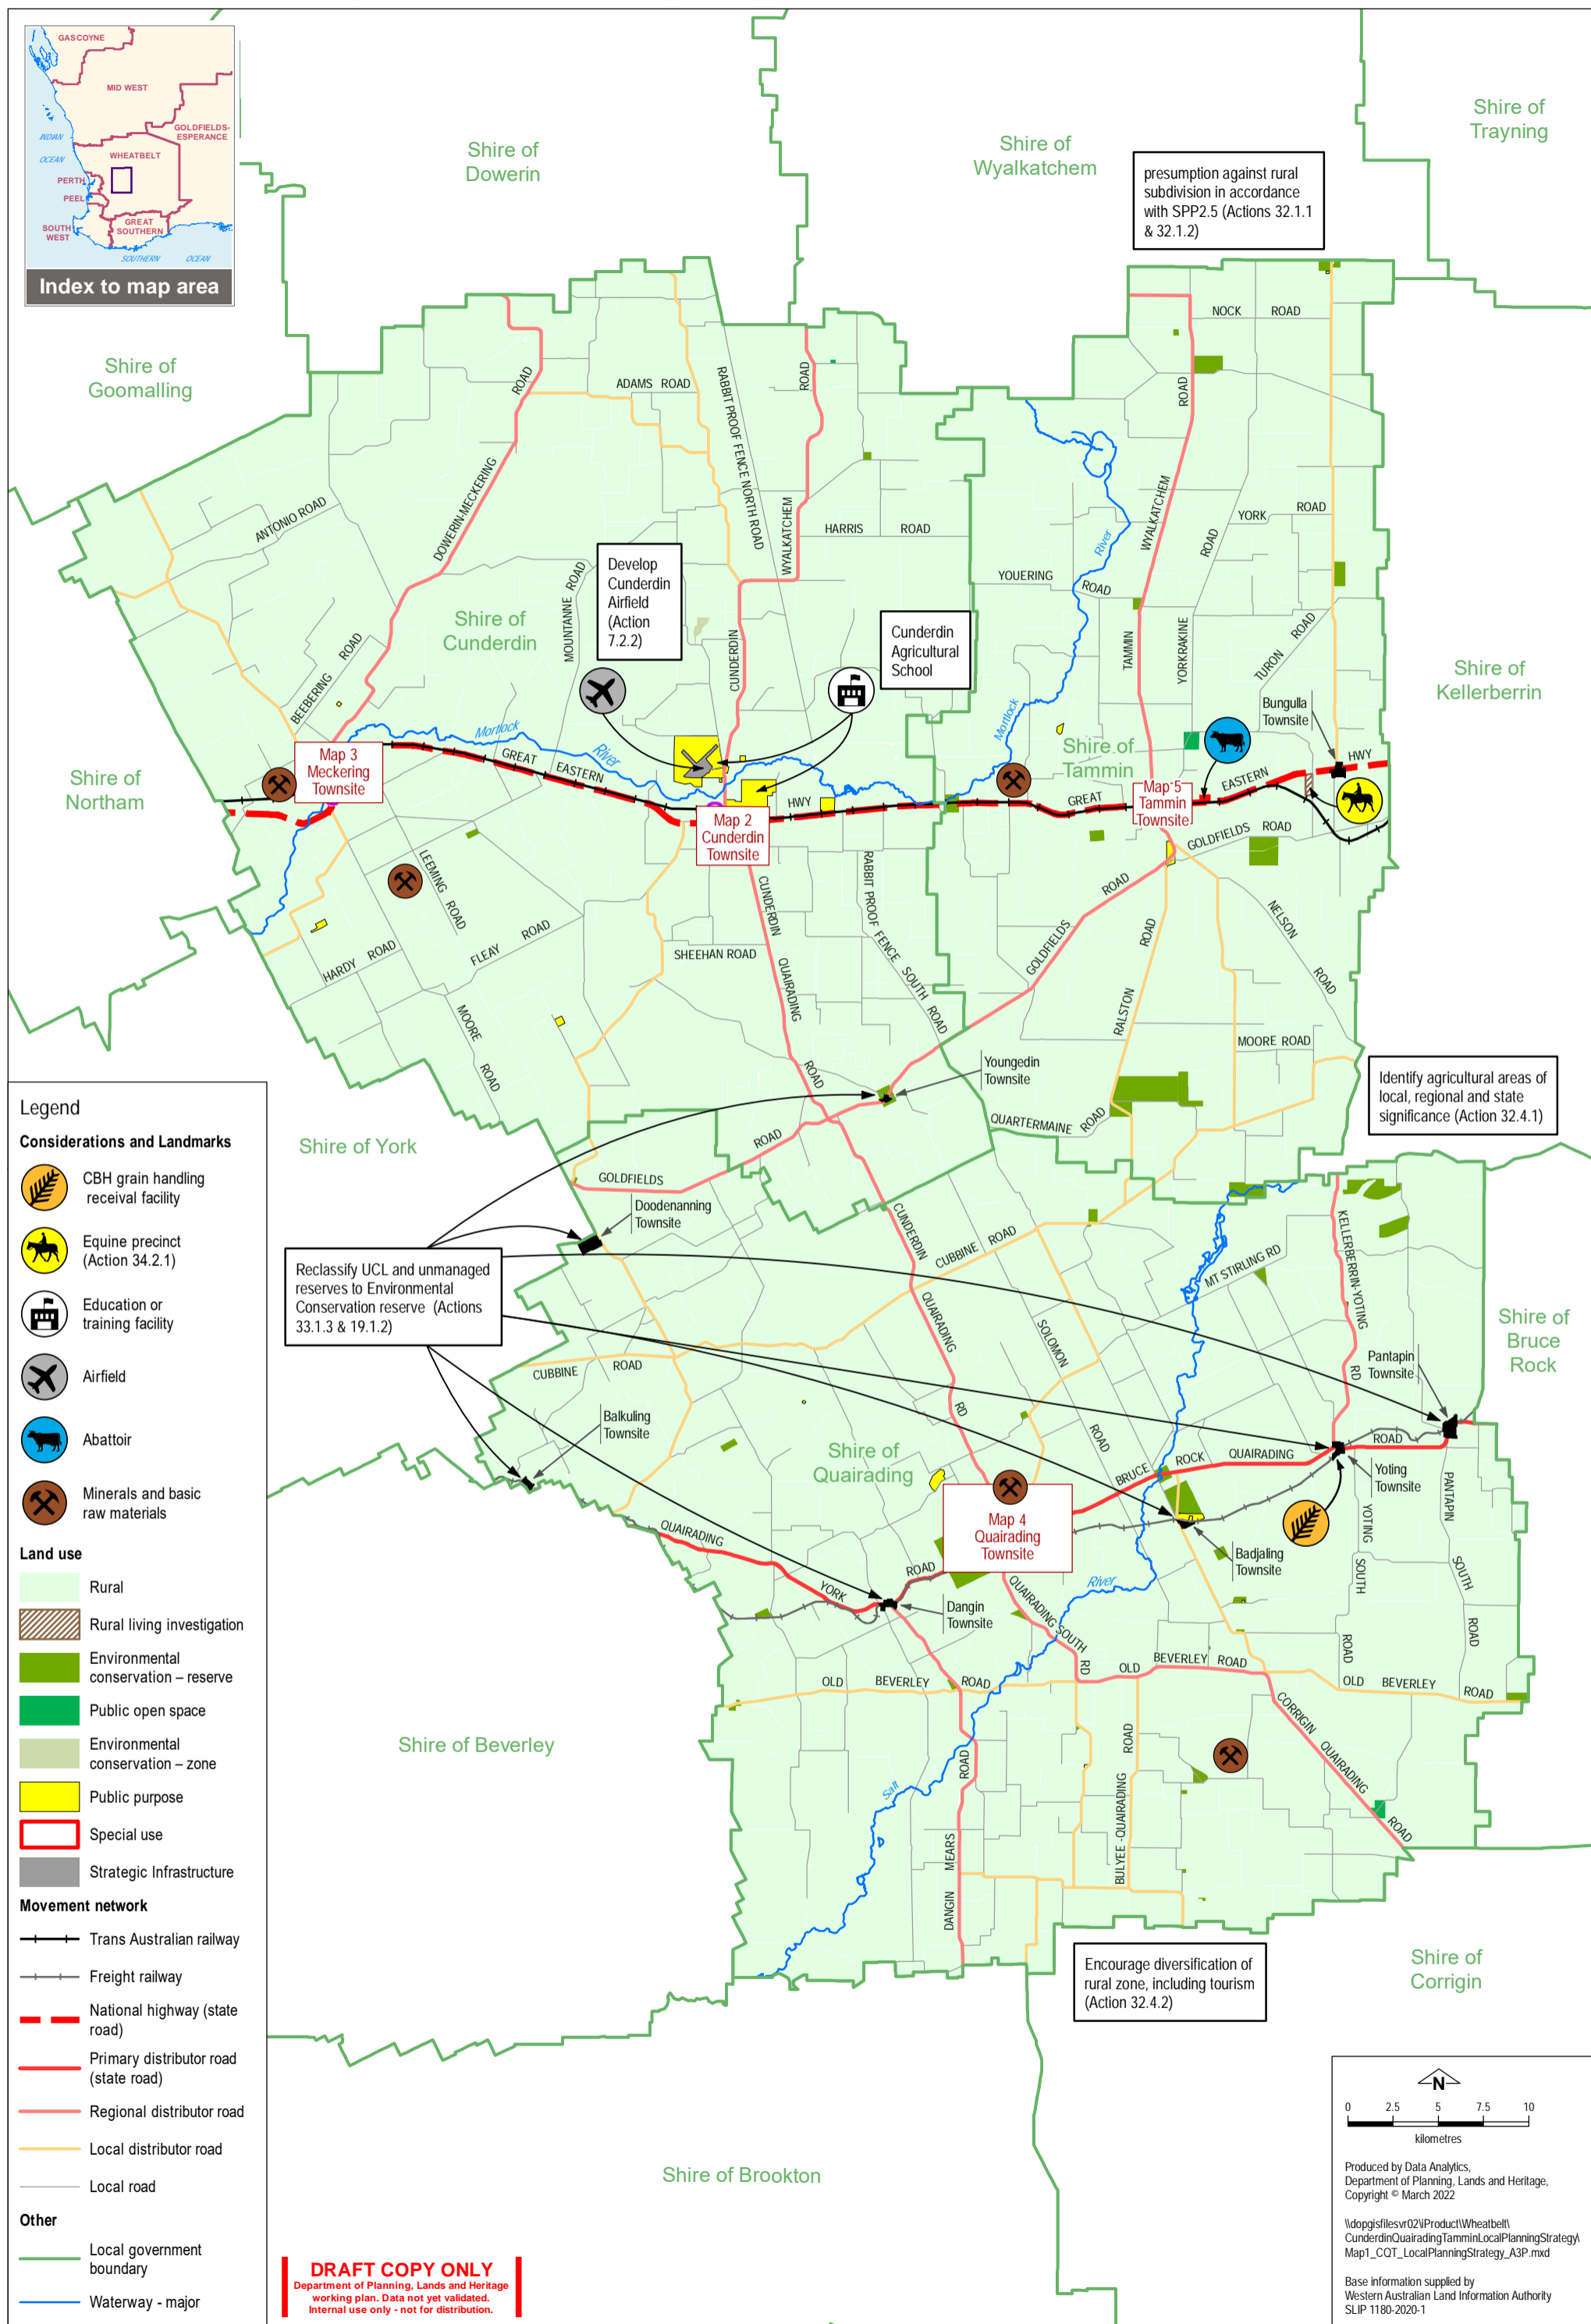 GASCOYNE
MID WEST
GOLDFIELDS-
ESPERANCE
INDIAN
OCEAN
WHEATBELT
PERTH
PEEL
SOUTH
WEST
GREAT
SOUTHERN
SOUTHERN OCEAN
Index to map area
Shire of
Dowerin
Shire of
Wyalkatchem
Shire of
Trayning
presumption against rural
subdivision in accordance
with SPP2.5 (Actions 32.1.1
& 32.1.2)
Shire of
Goomalling
NOCK ROAD
ROAD
ADAMS ROAD
RABBIT PROOF FENCE NORTH ROAD
ROAD
ROAD
ANTONIO ROAD
DOWERIN-MECKERING
WYALKATCHEM
HARRIS ROAD
River
WYALKATCHEM
YORK ROAD
ROAD
Develop
Cunderdin
Airfield
(Action
7.2.2)
MOUNTANNE ROAD
YOUERING ROAD
Shire of
Cunderdin
Cunderdin
Agricultural
School
CUNDERDIN
TAMMIN
YORKRAKINE
TURON ROAD
BEEBERING ROAD
Shire of
Kellerberrin
Bungulla
Townsite
Mortlock
River
Mortlock
Map 3
Meckering
Townsite
GREAT EASTERN
HWY
Shire of
Tammin
Shire of
Northam
GREAT
EASTERN
HWY
Map 5
Tammin
Townsite
Map 2
Cunderdin
Townsite
GOLDFIELDS ROAD
LEEMING ROAD
CUNDERDIN
RABBIT PROOF FENCE SOUTH ROAD
ROAD
ROAD
NELSON ROAD
HARDY ROAD
FLEAY ROAD
SHEEHAN ROAD
QUAIRADING
GOLDFIELDS
MOORE ROAD
RALSTON
MOORE ROAD
ROAD
Youngedin
Townsite
Identify agricultural areas of
local, regional and state
significance (Action 32.4.1)
Shire of York
QUARTERMAINE ROAD
ROAD
GOLDFIELDS
Doodenanning
Townsite
CUNDERDIN
CUBBINE ROAD
KELLERBERRIN-YOTING
MT STIRLING RD
Reclassify UCL and unmanaged
reserves to Environmental
Conservation reserve (Actions
33.1.3 & 19.1.2)
QUAIRADING
SOLOMON
Shire of
Bruce
Rock
CUBBINE ROAD
RD
Pantapin
Townsite
RD
Balkuling
Townsite
ROAD
Shire of
Quairading
BRUCE ROCK QUAIRADING
ROAD
Yoting
Townsite
Map 4
Quairading
Townsite
YOTING
PANTAPIN
QUAIRADING
Badjaling
Townsite
ROAD
YORK
River
SOUTH
SOUTH
QUAIRADING SOUTH
Dangin
Townsite
RD
OLD BEVERLEY ROAD
ROAD
ROAD
OLD BEVERLEY ROAD
OLD BEVERLEY ROAD
CORRIGIN QUAIRADING
ROAD
Shire of Beverley
ROAD
ROAD
Salt
BULYEE -QUAIRADING
DANGIN MEARS
Encourage diversification of
rural zone, including tourism
(Action 32.4.2)
Shire of
Corrigin
Shire of Brookton
Legend
Considerations and Landmarks
CBH grain handling
receival facility
Equine precinct
(Action 34.2.1)
Education or
training facility
Airfield
Abattoir
Minerals and basic
raw materials
Land use
Rural
Rural living investigation
Environmental
conservation – reserve
Public open space
Environmental
conservation – zone
Public purpose
Special use
Strategic Infrastructure
Movement network
Trans Australian railway
Freight railway
National highway (state
road)
Primary distributor road
(state road)
Regional distributor road
Local distributor road
Local road
Other
Local government
boundary
Waterway - major
DRAFT COPY ONLY
Department of Planning, Lands and Heritage
working plan. Data not yet validated.
Internal use only - not for distribution.
N
0 2.5 5 7.5 10
kilometres
Produced by Data Analytics,
Department of Planning, Lands and Heritage,
Copyright © March 2022
\\dopgisfilesvr02\iProduct\Wheatbelt\
CunderdinQuairadingTamminLocalPlanningStrategy\
Map1_CQT_LocalPlanningStrategy_A3P.mxd
Base information supplied by
Western Australian Land Information Authority
SLIP 1180-2020-1